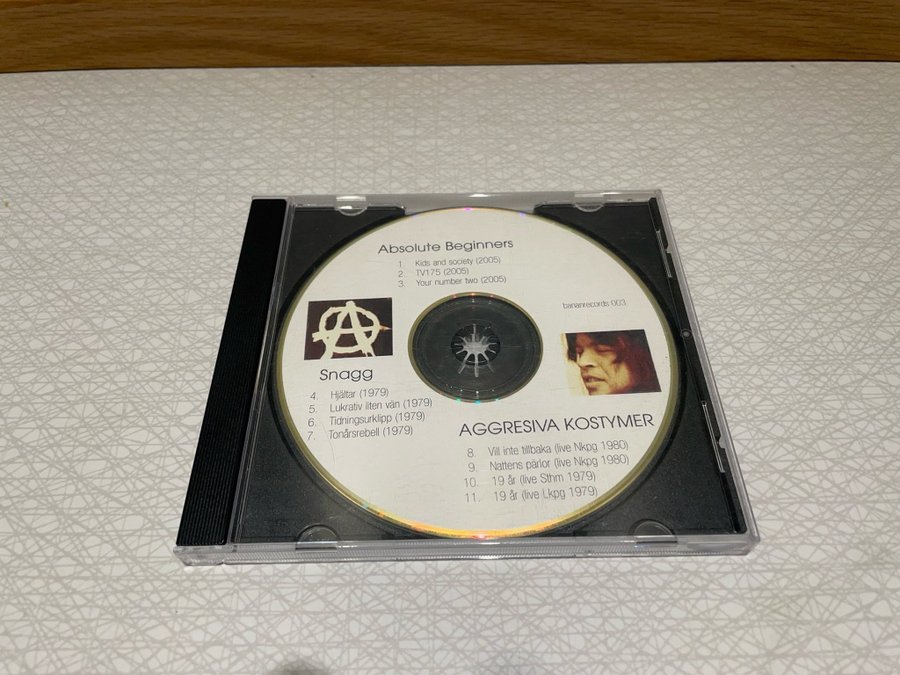 Absolute Beginners
1. Kids and society (2005)
2. TV175 (2005)
3. Your number two (2005)
bananrecords 003
Snagg
4. Hjältar (1979)
5. Lukrativ liten vän (1979)
6. Tidningsurklipp (1979)
7. Tonårsrebell (1979)
AGGRESIVA KOSTYMER
8. Vill inte tillbaka (live Nkpg 1980)
9. Nattens pärlor (live Nkpg 1980)
10. 19 år (live Sthm 1979)
11. 19 år (live Lkpg 1979)